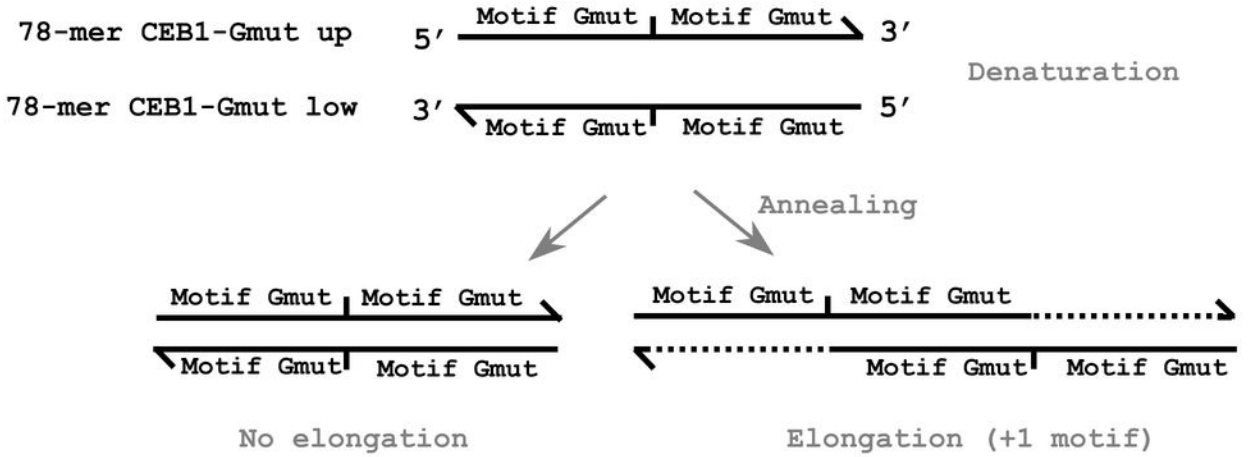 78-mer CEB1-Gmut up 5′ Motif Gmut Motif Gmut 3′
Denaturation
78-mer CEB1-Gmut low 3′ Motif Gmut Motif Gmut 5′
Annealing
Motif Gmut Motif Gmut Motif Gmut Motif Gmut
Motif Gmut Motif Gmut Motif Gmut Motif Gmut
No elongation Elongation (+1 motif)